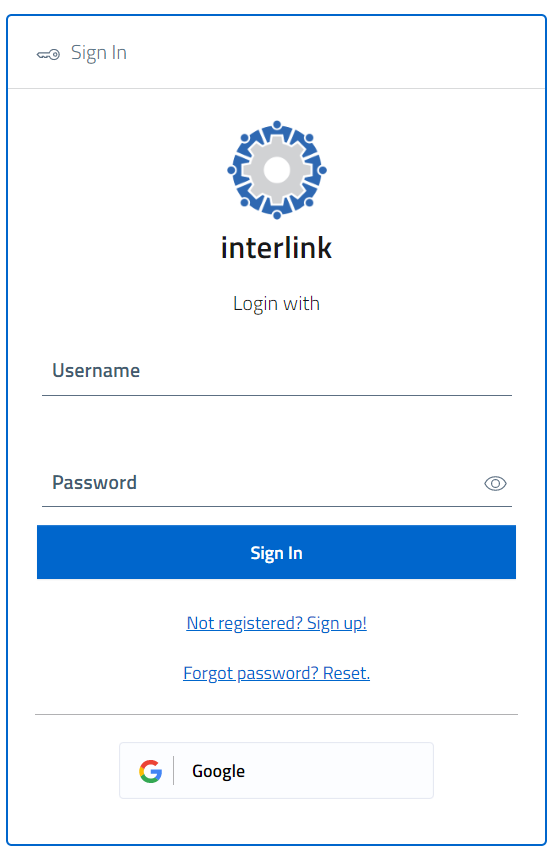 Sign In
interlink
Login with
Username
Password
Sign In
Not registered? Sign up!
Forgot password? Reset.
Google